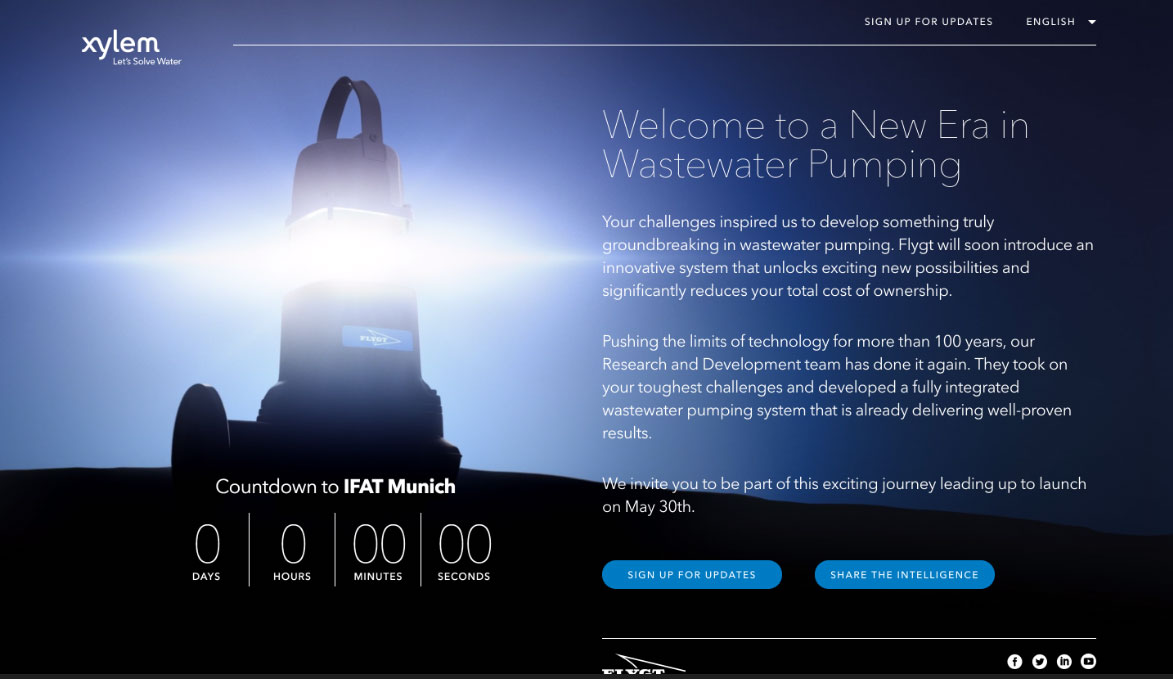 SIGN UP FOR UPDATES ENGLISH
xylem
Let's Solve Water
Welcome to a New Era in
Wastewater Pumping
Your challenges inspired us to develop something truly
groundbreaking in wastewater pumping. Flygt will soon introduce an
innovative system that unlocks exciting new possibilities and
significantly reduces your total cost of ownership.
FLYGT
Pushing the limits of technology for more than 100 years, our
Research and Development team has done it again. They took on
your toughest challenges and developed a fully integrated
wastewater pumping system that is already delivering well-proven
results.
We invite you to be part of this exciting journey leading up to launch
on May 30th.
Countdown to IFAT Munich
0 0 00 00
DAYS HOURS MINUTES SECONDS
SIGN UP FOR UPDATES SHARE THE INTELLIGENCE
FLYGT